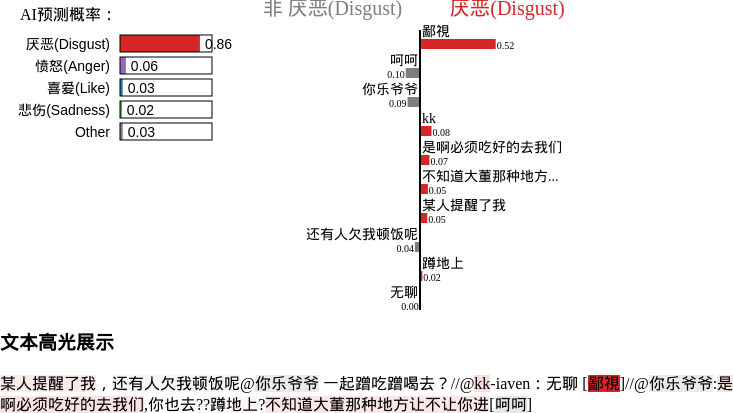 AI预测概率：
厌恶(Disgust) 0.86
愤怒(Anger) 0.06
喜爱(Like) 0.03
悲伤(Sadness) 0.02
Other 0.03
非 厌恶(Disgust) 厌恶(Disgust)
鄙視
0.52
呵呵
0.10
你乐爷爷
0.09
kk
0.08
是啊必须吃好的去我们
0.07
不知道大董那种地方...
0.05
某人提醒了我
0.05
还有人欠我顿饭呢
0.04
蹲地上
0.02
无聊
0.00
文本高光展示
某人提醒了我，还有人欠我顿饭呢@你乐爷爷 一起蹭吃蹭喝去？//@kk-iaven：无聊 [鄙視]//@你乐爷爷:是
啊必须吃好的去我们,你也去??蹲地上?不知道大董那种地方让不让你进[呵呵]